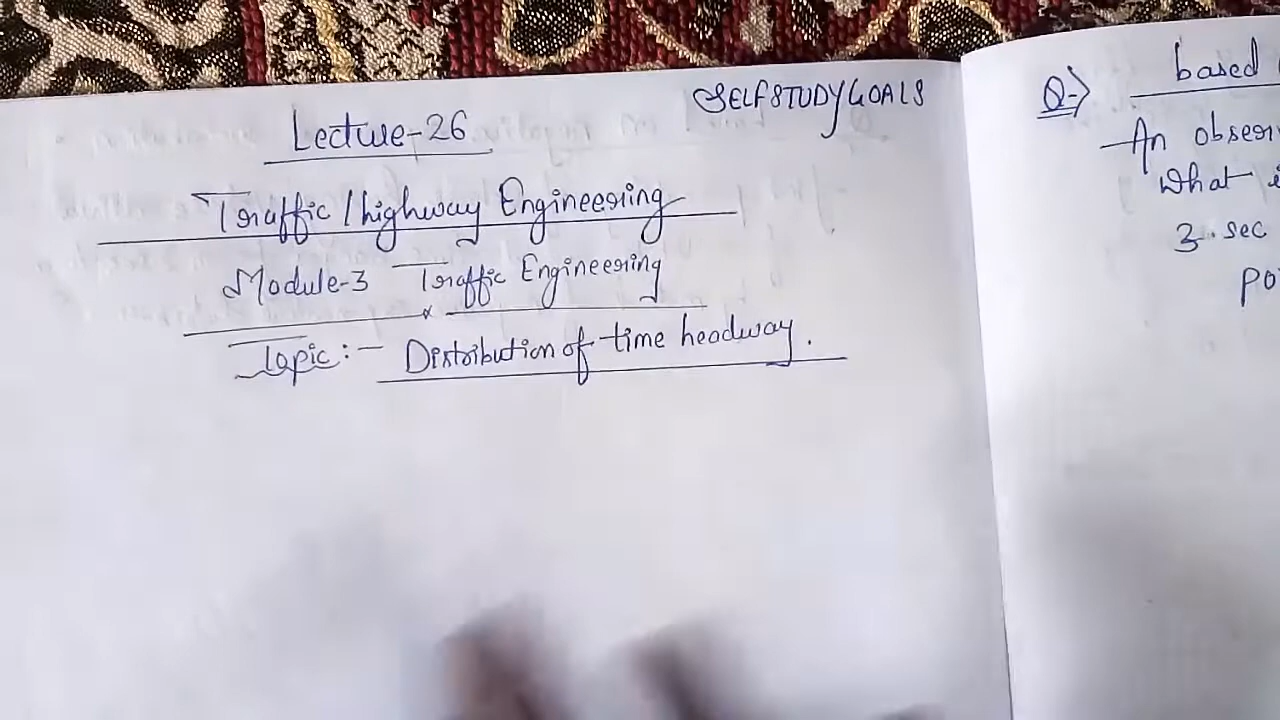 SELFSTUDYGOALS
Lecture-26
Traffic/highway Engineering
Module-3 Traffic Engineering
Topic:- Distribution of time headway.
Q→ based
An obser
What i
3 sec
po